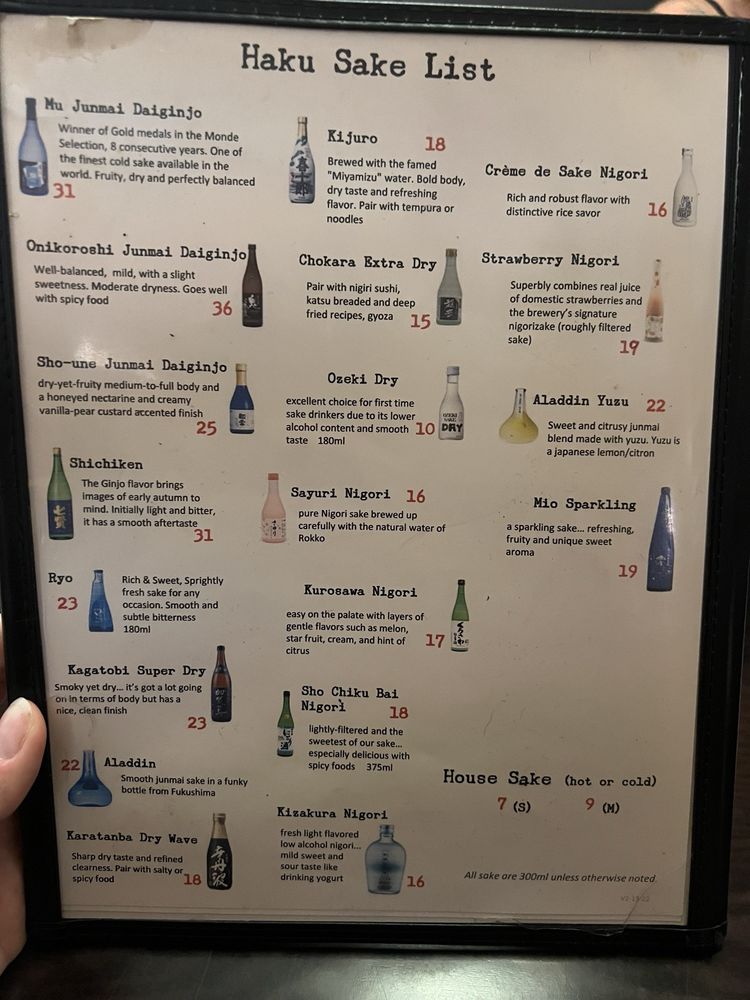 Haku Sake List
Mu Junmai Daiginjo
Winner of Gold medals in the Monde
Selection, 8 consecutive years. One of
the finest cold sake available in the
world. Fruity, dry and perfectly balanced
31
Onikoroshi Junmai Daiginjo
Well-balanced, mild, with a slight
sweetness. Moderate dryness. Goes well
with spicy food
36
Sho-une Junmai Daiginjo
dry-yet-fruity medium-to-full body and
a honeyed nectarine and creamy
vanilla-pear custard accented finish
25
Shichiken
The Ginjo flavor brings
images of early autumn to
mind. Initially light and bitter,
it has a smooth aftertaste
31
七賢
Ryo
23
Rich & Sweet, Sprightly
fresh sake for any
occasion. Smooth and
subtle bitterness
180ml
Kagatobi Super Dry
Smoky yet dry... it's got a lot going
on in terms of body but has a
nice, clean finish
23
22 Aladdin
Smooth junmai sake in a funky
bottle from Fukushima
Karatanba Dry Wave
Sharp dry taste and refined
clearness. Pair with salty or
spicy food
18
辛丹波
Kijuro 18
Brewed with the famed
"Miyamizu" water. Bold body,
dry taste and refreshing
flavor. Pair with tempura or
noodles
喜十郎
Chokara Extra Dry
Pair with nigiri sushi,
katsu breaded and deep
fried recipes, gyoza
15
Ozeki Dry
excellent choice for first time
sake drinkers due to its lower
alcohol content and smooth
taste 180ml
10
OZEKI
SAKE
DRY
Sayuri Nigori 16
pure Nigori sake brewed up
carefully with the natural water of
Rokko
Kurosawa Nigori
easy on the palate with layers of
gentle flavors such as melon,
star fruit, cream, and hint of
citrus
17
Sho Chiku Bai
Nigori 18
lightly-filtered and the
sweetest of our sake...
especially delicious with
spicy foods 375ml
Kizakura Nigori
fresh light flavored
low alcohol nigori...
mild sweet and
sour taste like
drinking yogurt
16
Crème de Sake Nigori
Rich and robust flavor with
distinctive rice savor
16
Strawberry Nigori
Superbly combines real juice
of domestic strawberries and
the brewery's signature
nigorizake (roughly filtered
sake)
19
Aladdin Yuzu 22
Sweet and citrusy junmai
blend made with yuzu. Yuzu is
a japanese lemon/citron
Mio Sparkling
a sparkling sake... refreshing,
fruity and unique sweet
aroma
19
House Sake (hot or cold)
7 (S) 9 (M)
All sake are 300ml unless otherwise noted.